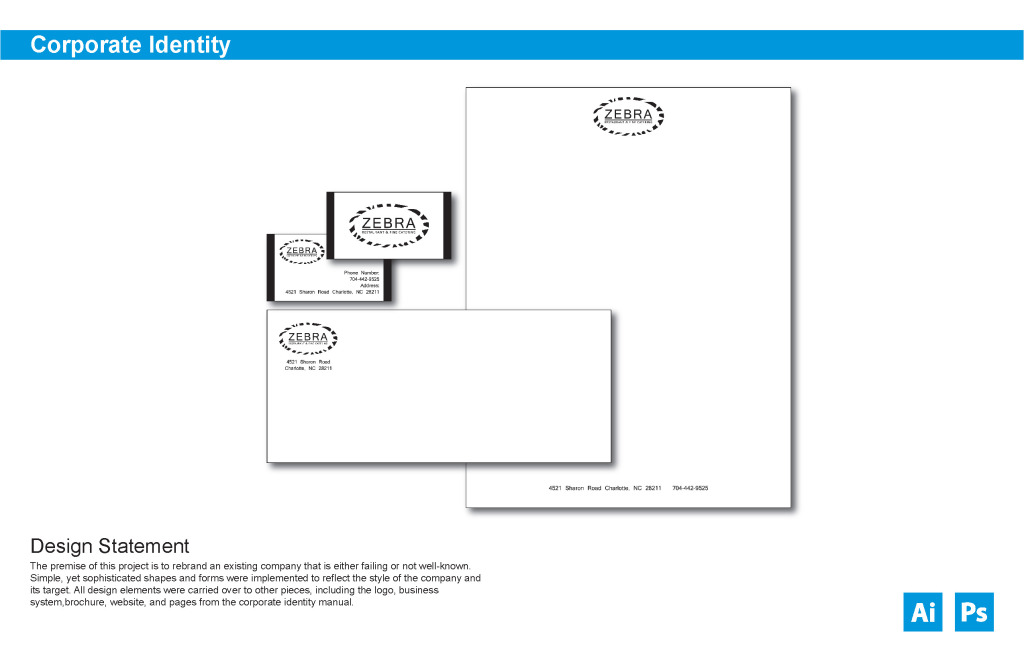 Corporate Identity
ZEBRA
RESTAURANT & FINE CATERING
ZEBRA
RESTAURANT & FINE CATERING
ZEBRA
Phone Number:
704-442-9525
Address:
4521 Sharon Road Charlotte, NC 28211
ZEBRA
4521 Sharon Road
Charlotte, NC 28211
4521 Sharon Road Charlotte, NC 28211 704-442-9525
Design Statement
The premise of this project is to rebrand an existing company that is either failing or not well-known.
Simple, yet sophisticated shapes and forms were implemented to reflect the style of the company and
its target. All design elements were carried over to other pieces, including the logo, business
system,brochure, website, and pages from the corporate identity manual.
Ai Ps